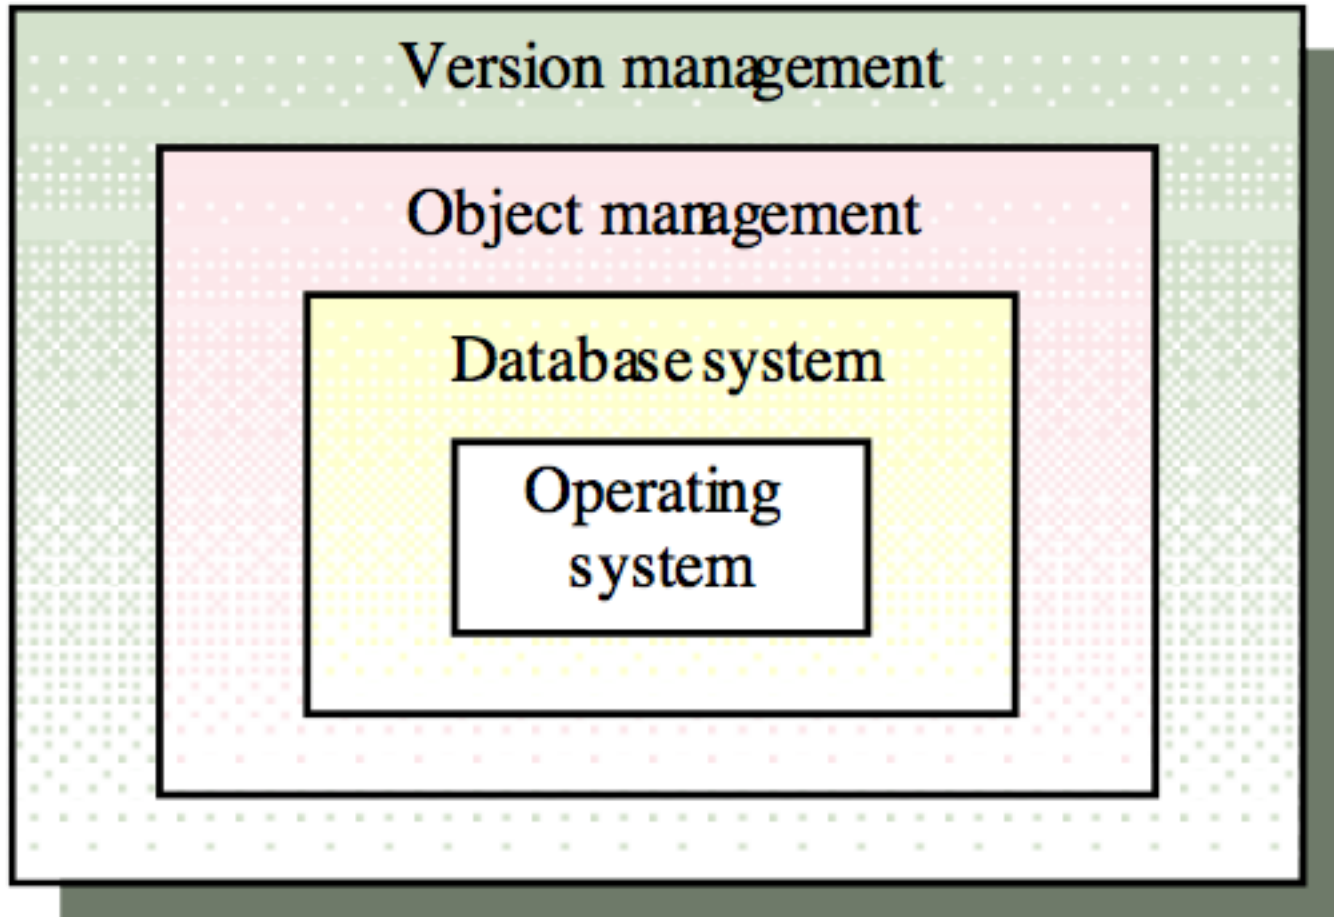 Version management
Object management
Database system
Operating
system